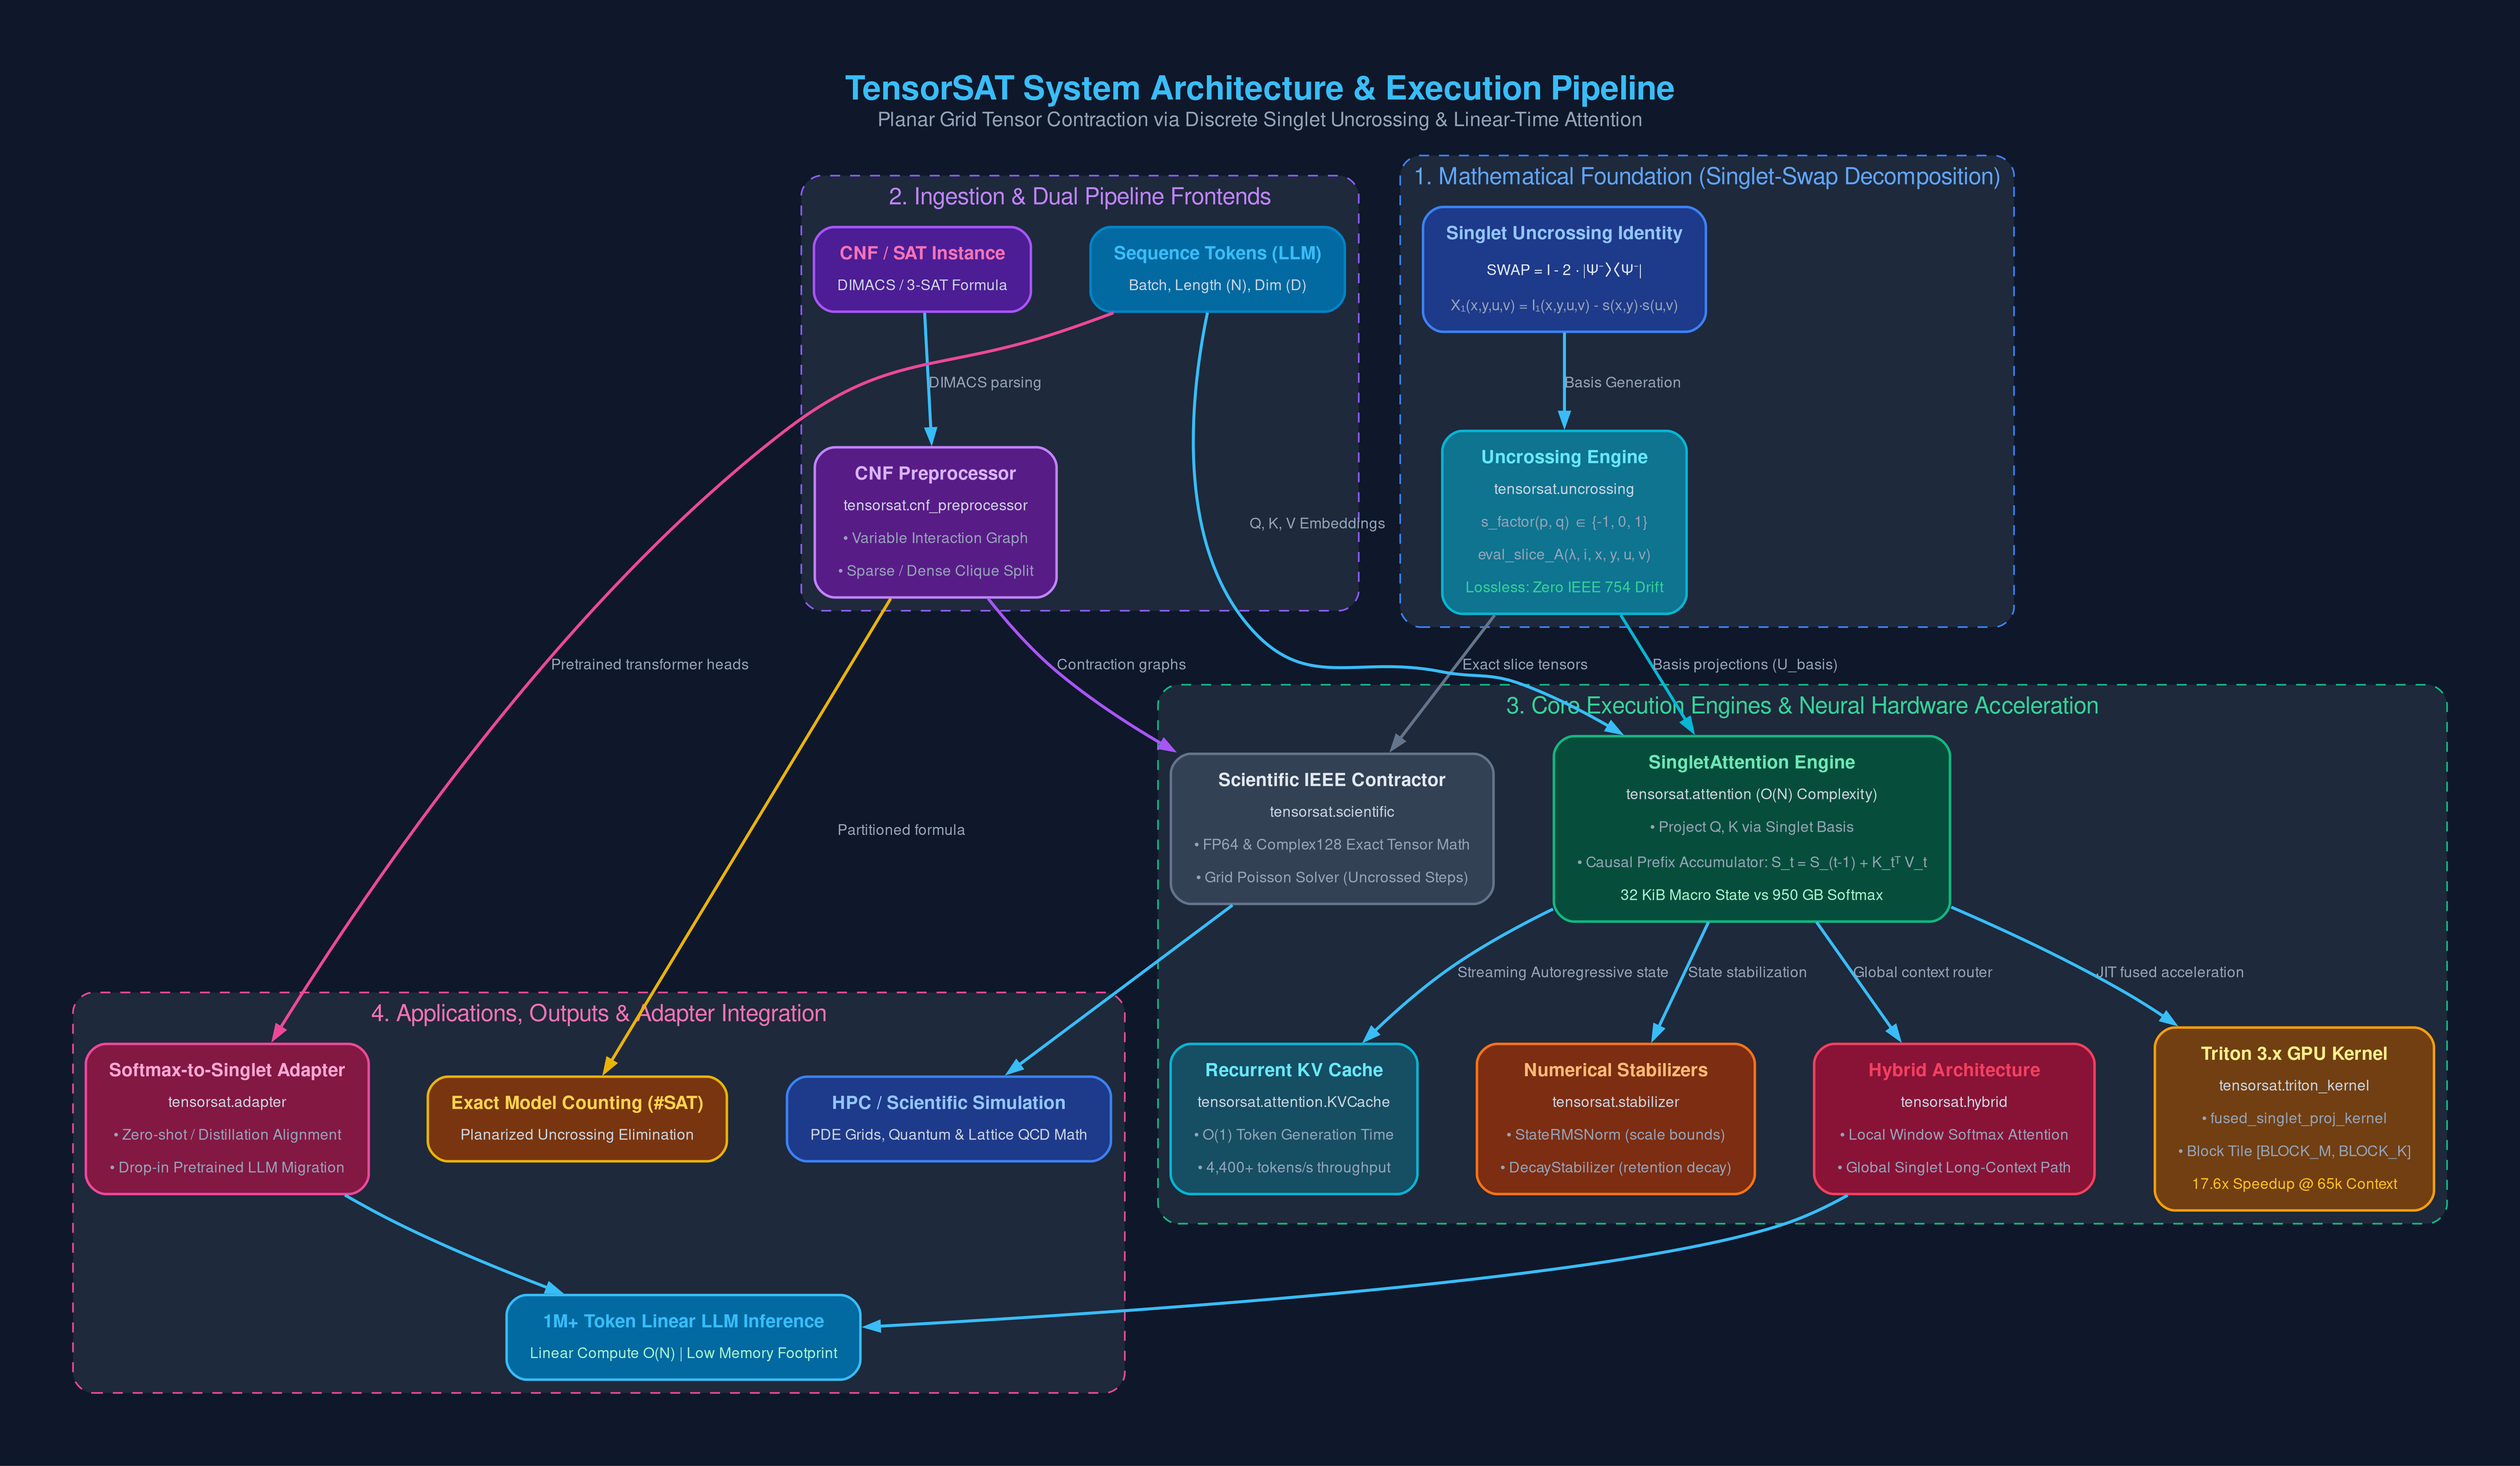 TensorSAT System Architecture & Execution Pipeline
Planar Grid Tensor Contraction via Discrete Singlet Uncrossing & Linear-Time Attention
1. Mathematical Foundation (Singlet-Swap Decomposition)
Singlet Uncrossing Identity
SWAP = I - 2 · |Ψ⁻〉〈Ψ⁻|
X₁(x,y,u,v) = I₁(x,y,u,v) - s(x,y)·s(u,v)
Basis Generation
Uncrossing Engine
tensorsat.uncrossing
s_factor(p, q) ∈ {-1, 0, 1}
eval_slice_A(λ, i, x, y, u, v)
Lossless: Zero IEEE 754 Drift
2. Ingestion & Dual Pipeline Frontends
CNF / SAT Instance
DIMACS / 3-SAT Formula
Sequence Tokens (LLM)
Batch, Length (N), Dim (D)
DIMACS parsing
CNF Preprocessor
tensorsat.cnf_preprocessor
• Variable Interaction Graph
• Sparse / Dense Clique Split
Q, K, V Embeddings
Pretrained transformer heads
Contraction graphs
Exact slice tensors
Basis projections (U_basis)
Partitioned formula
3. Core Execution Engines & Neural Hardware Acceleration
Scientific IEEE Contractor
tensorsat.scientific
• FP64 & Complex128 Exact Tensor Math
• Grid Poisson Solver (Uncrossed Steps)
SingletAttention Engine
tensorsat.attention (O(N) Complexity)
• Project Q, K via Singlet Basis
• Causal Prefix Accumulator: S_t = S_(t-1) + K_tᵀ V_t
32 KiB Macro State vs 950 GB Softmax
Streaming Autoregressive state
State stabilization
Global context router
JIT fused acceleration
Recurrent KV Cache
tensorsat.attention.KVCache
• O(1) Token Generation Time
• 4,400+ tokens/s throughput
Numerical Stabilizers
tensorsat.stabilizer
• StateRMSNorm (scale bounds)
• DecayStabilizer (retention decay)
Hybrid Architecture
tensorsat.hybrid
• Local Window Softmax Attention
• Global Singlet Long-Context Path
Triton 3.x GPU Kernel
tensorsat.triton_kernel
• fused_singlet_proj_kernel
• Block Tile [BLOCK_M, BLOCK_K]
17.6x Speedup @ 65k Context
4. Applications, Outputs & Adapter Integration
Softmax-to-Singlet Adapter
tensorsat.adapter
• Zero-shot / Distillation Alignment
• Drop-in Pretrained LLM Migration
Exact Model Counting (#SAT)
Planarized Uncrossing Elimination
HPC / Scientific Simulation
PDE Grids, Quantum & Lattice QCD Math
1M+ Token Linear LLM Inference
Linear Compute O(N) | Low Memory Footprint